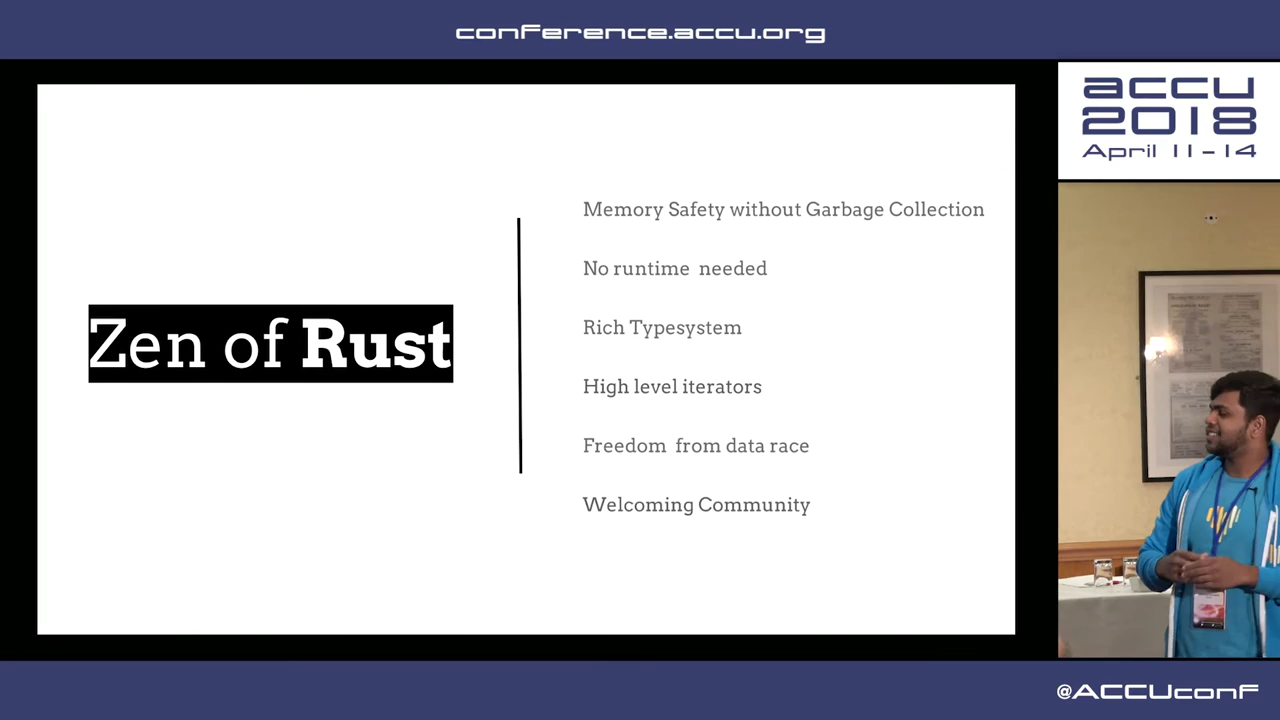 conference.accu.org
accu
2018
April 11-14
Zen of Rust
Memory Safety without Garbage Collection
No runtime  needed
Rich Typesystem
High level iterators
Freedom  from data race
Welcoming Community
@ACCUconf